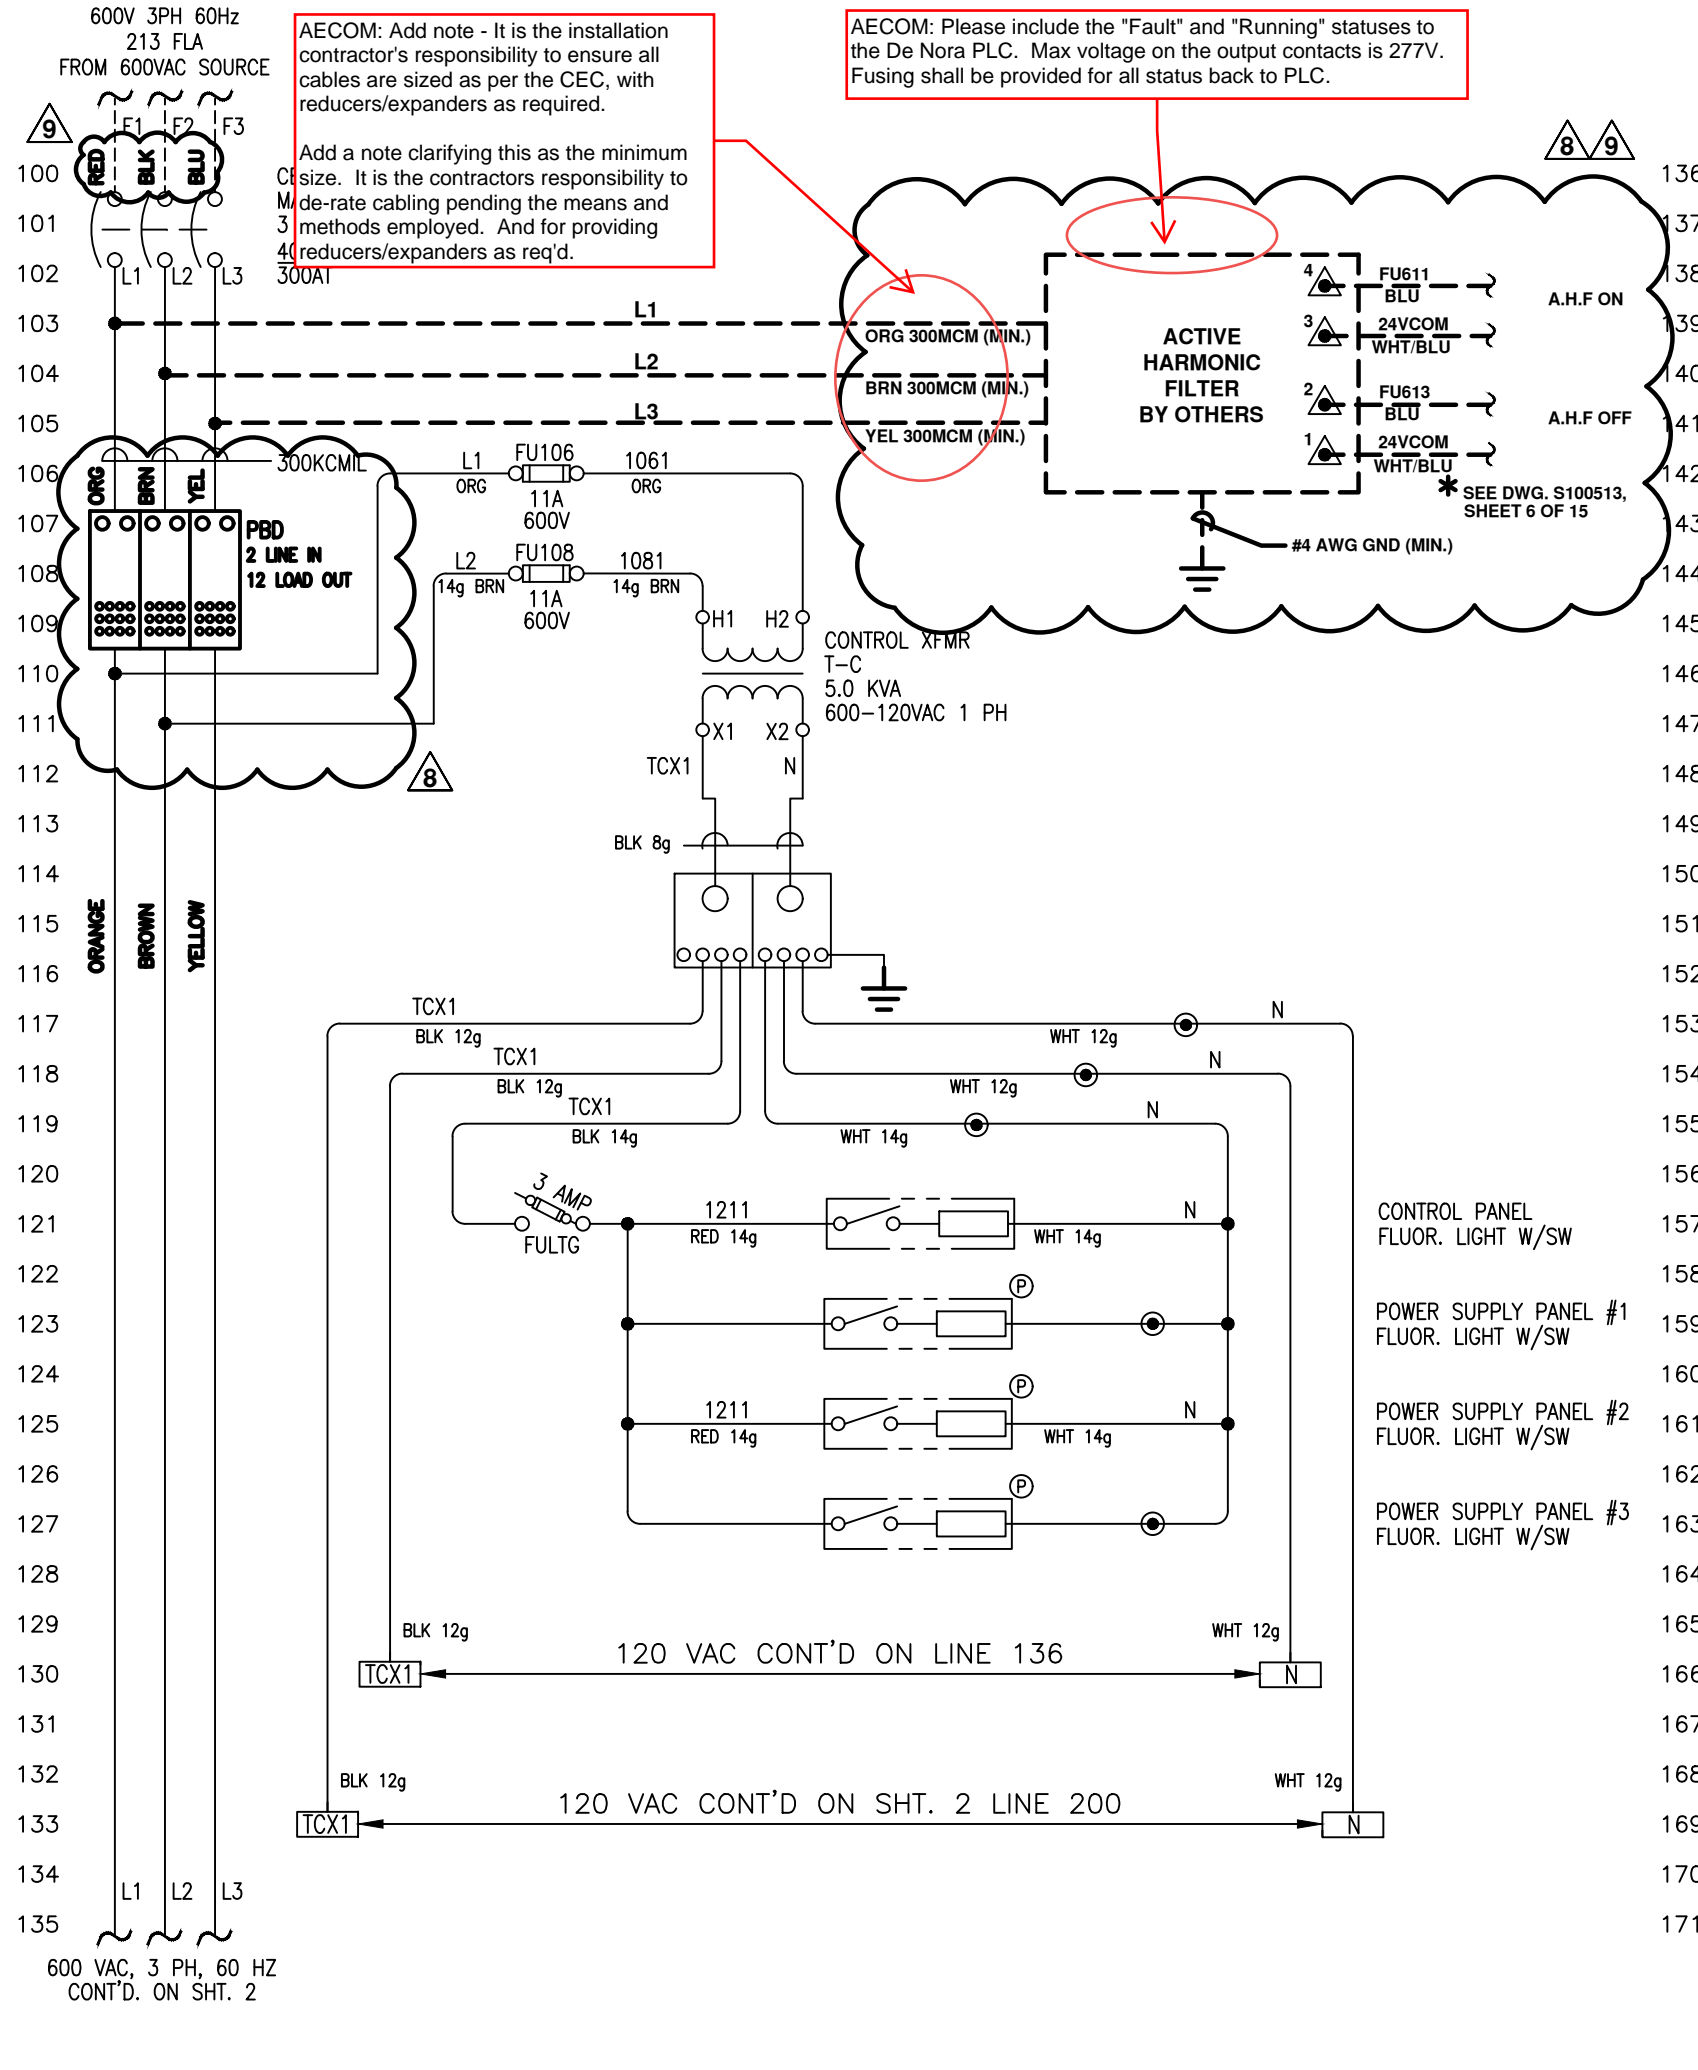 600V 3PH 60Hz
213 FLA
FROM 600VAC SOURCE
AECOM: Add note - It is the installation
contractor's responsibility to ensure all
cables are sized as per the CEC, with
reducers/expanders as required.
Add a note clarifying this as the minimum
size. It is the contractors responsibility to
de-rate cabling pending the means and
methods employed. And for providing
reducers/expanders as req'd.
AECOM: Please include the "Fault" and "Running" statuses to
the De Nora PLC. Max voltage on the output contacts is 277V.
Fusing shall be provided for all status back to PLC.
9
F1 F2 F3
RED BLK BLU
8 9
100
101
102
103
104
105
106
107
108
109
110
111
112
113
114
115
116
117
118
119
120
121
122
123
124
125
126
127
128
129
130
131
132
133
134
135
3
300AT
L1 L2 L3
L1
ORG 300MCM (MIN.)
L2
BRN 300MCM (MIN.)
L3
YEL 300MCM (MIN.)
ACTIVE
HARMONIC
FILTER
BY OTHERS
4 FU611
BLU
A.H.F ON
3 24VCOM
WHT/BLU
2 FU613
BLU
A.H.F OFF
1 24VCOM
WHT/BLU
* SEE DWG. S100513,
SHEET 6 OF 15
#4 AWG GND (MIN.)
300KCMIL
ORG BRN YEL
PBD
2 LINE IN
12 LOAD OUT
8
L1
ORG
FU106
11A
600V
1061
ORG
L2
14g BRN
FU108
11A
600V
1081
14g BRN
H1 H2
CONTROL XFMR
T-C
5.0 KVA
600-120VAC 1 PH
X1 X2
TCX1 N
BLK 8g
ORANGE BROWN YELLOW
TCX1
BLK 12g
N
WHT 12g
TCX1
BLK 12g
N
WHT 12g
TCX1
BLK 14g
N
WHT 14g
3 AMP
FULTG
1211
RED 14g
WHT 14g
N
CONTROL PANEL
FLUOR. LIGHT W/SW
P
POWER SUPPLY PANEL #1
FLUOR. LIGHT W/SW
P
1211
RED 14g
WHT 14g
N
POWER SUPPLY PANEL #2
FLUOR. LIGHT W/SW
P
POWER SUPPLY PANEL #3
FLUOR. LIGHT W/SW
BLK 12g WHT 12g
TCX1 120 VAC CONT'D ON LINE 136 N
BLK 12g WHT 12g
TCX1 120 VAC CONT'D ON SHT. 2 LINE 200 N
L1 L2 L3
600 VAC, 3 PH, 60 HZ
CONT'D. ON SHT. 2
136
137
138
139
140
141
142
143
144
145
146
147
148
149
150
151
152
153
154
155
156
157
158
159
160
161
162
163
164
165
166
167
168
169
170
171